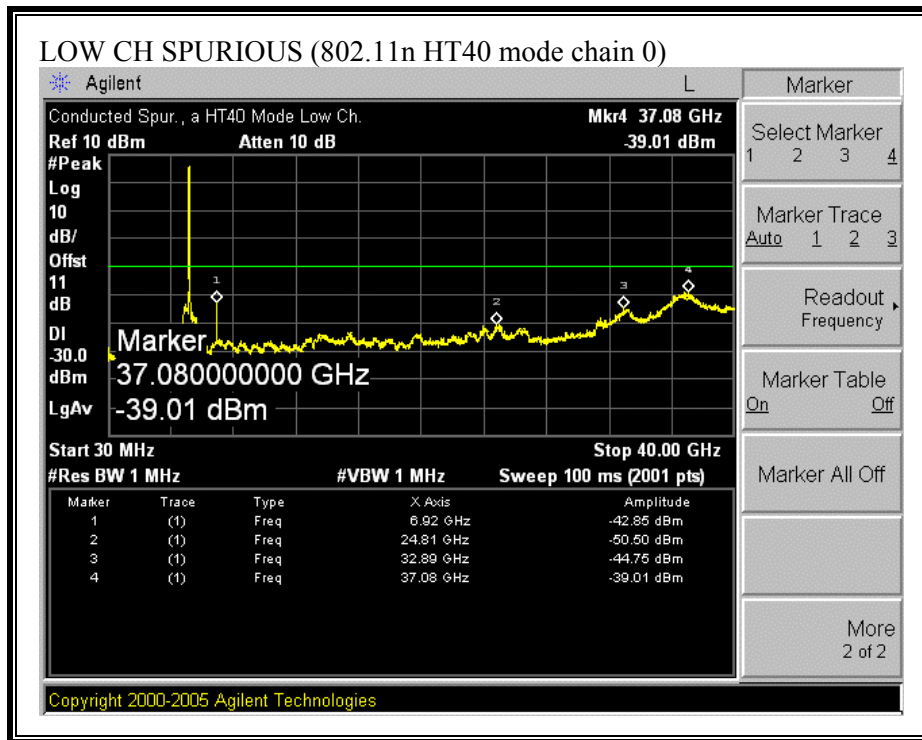 LOW CH SPURIOUS (802.11n HT40 mode chain 0)
Agilent L
Conducted Spur., a HT40 Mode Low Ch. Mkr4 37.08 GHz
Ref 10 dBm Atten 10 dB -39.01 dBm
#Peak
Log
10
dB/
Offst
11
dB
DI
-30.0
dBm
LgAv
1
2
3
4
Marker
37.080000000 GHz
-39.01 dBm
Start 30 MHz Stop 40.00 GHz
#Res BW 1 MHz #VBW 1 MHz Sweep 100 ms (2001 pts)
Marker Trace Type X Axis Amplitude
1 (1) Freq 6.92 GHz -42.85 dBm
2 (1) Freq 24.81 GHz -50.50 dBm
3 (1) Freq 32.89 GHz -44.75 dBm
4 (1) Freq 37.08 GHz -39.01 dBm
Copyright 2000-2005 Agilent Technologies
Marker
Select Marker
1 2 3 4
Marker Trace
Auto 1 2 3
Readout
Frequency
Marker Table
On Off
Marker All Off
More
2 of 2